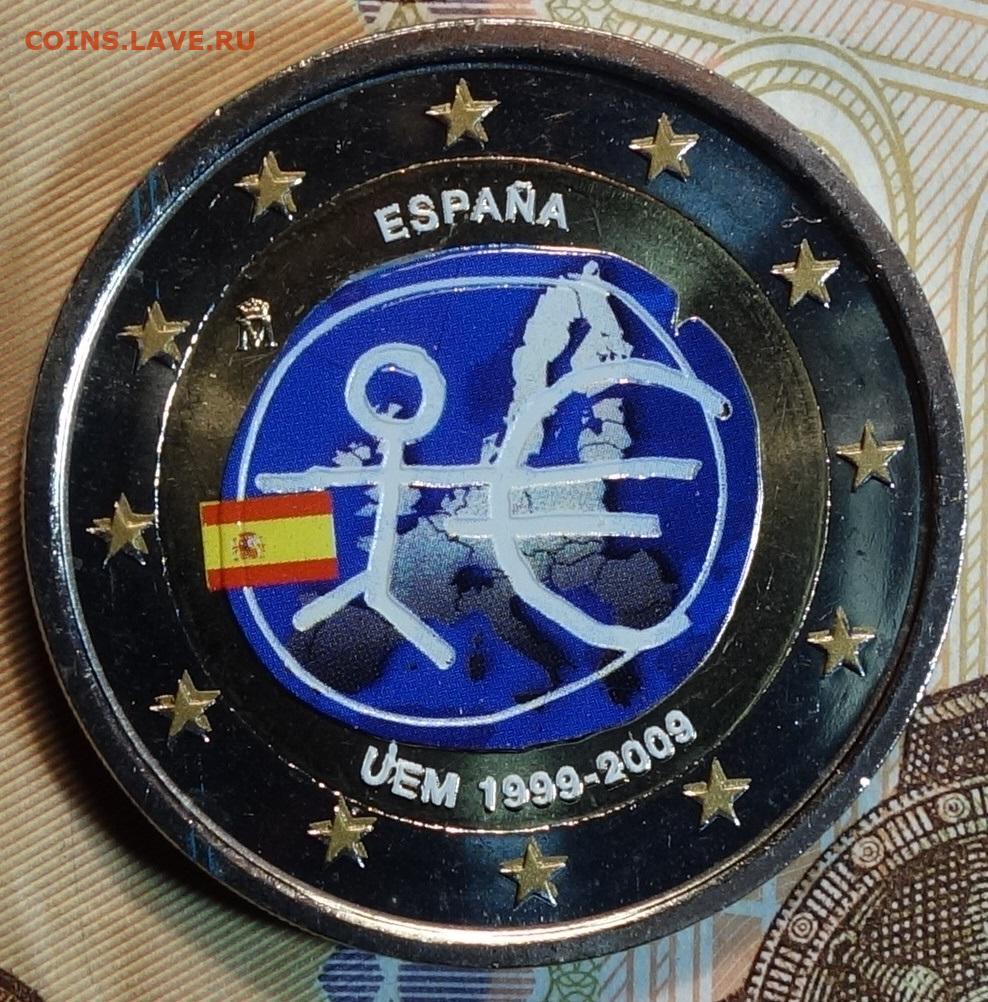 COINS.LAVE.RU
ESPAÑA
M
UEM 1999-2009